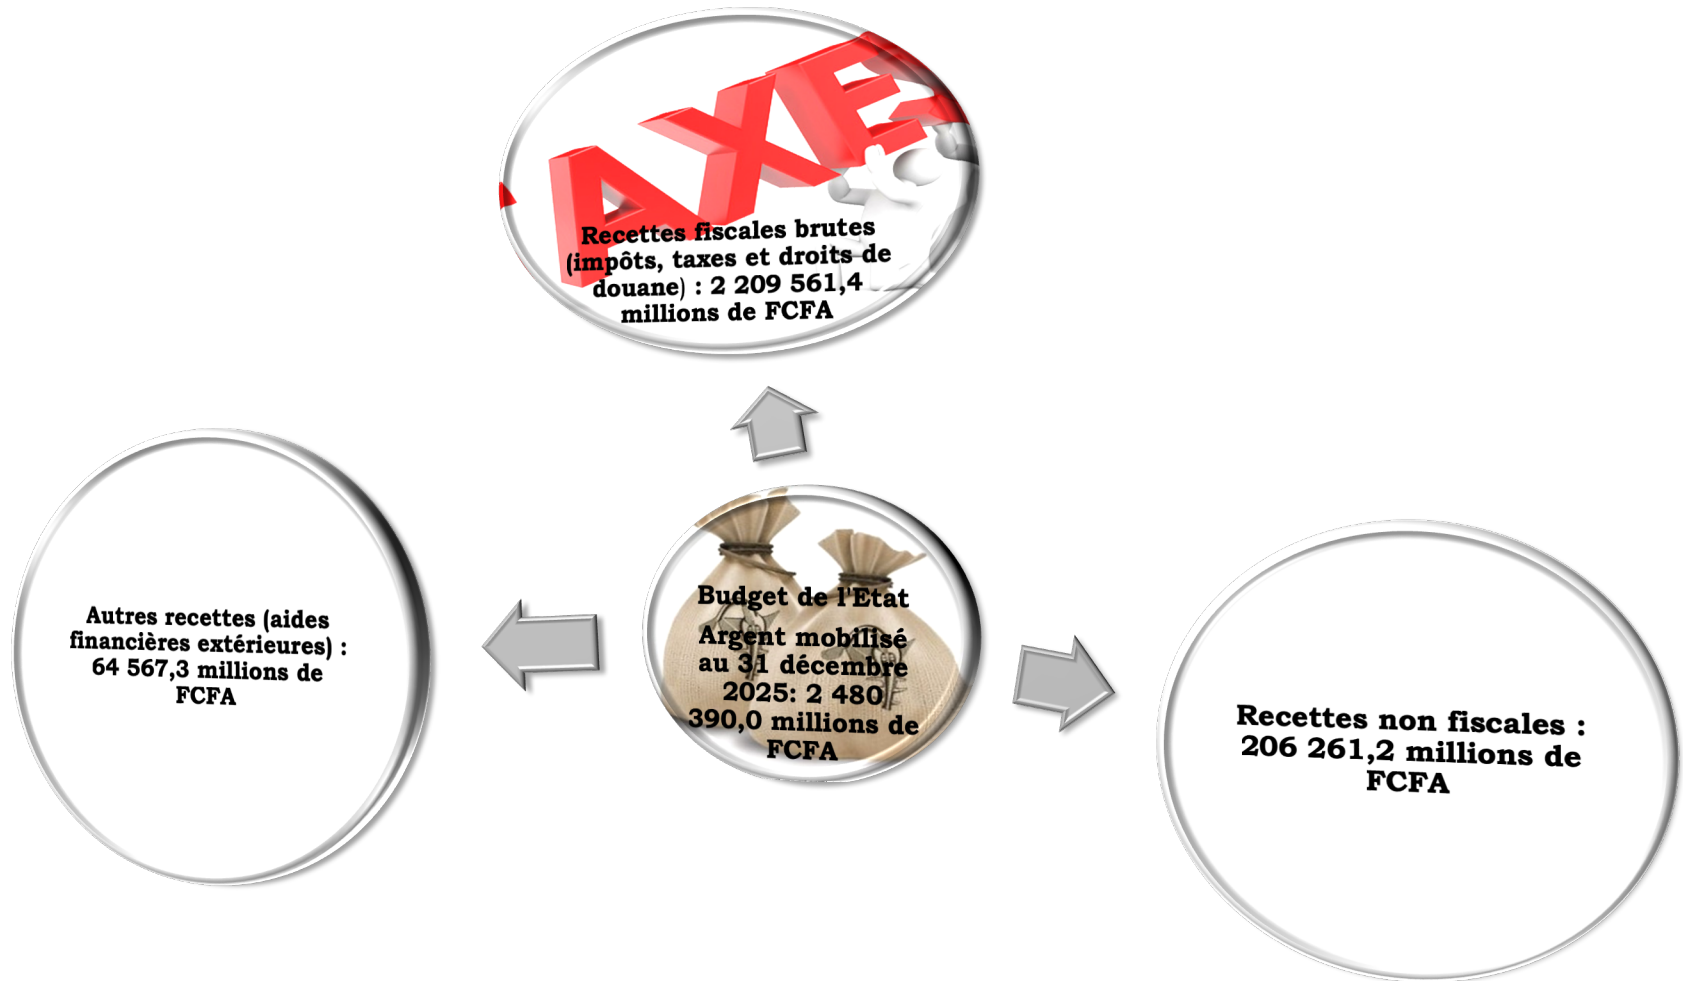 AXE
Recettes fiscales brutes
(impôts, taxes et droits de
douane) : 2 209 561,4
millions de FCFA
Autres recettes (aides
financières extérieures) :
64 567,3 millions de
FCFA
Budget de l'Etat
Argent mobilisé
au 31 décembre
2025: 2 480
390,0 millions de
FCFA
Recettes non fiscales :
206 261,2 millions de
FCFA